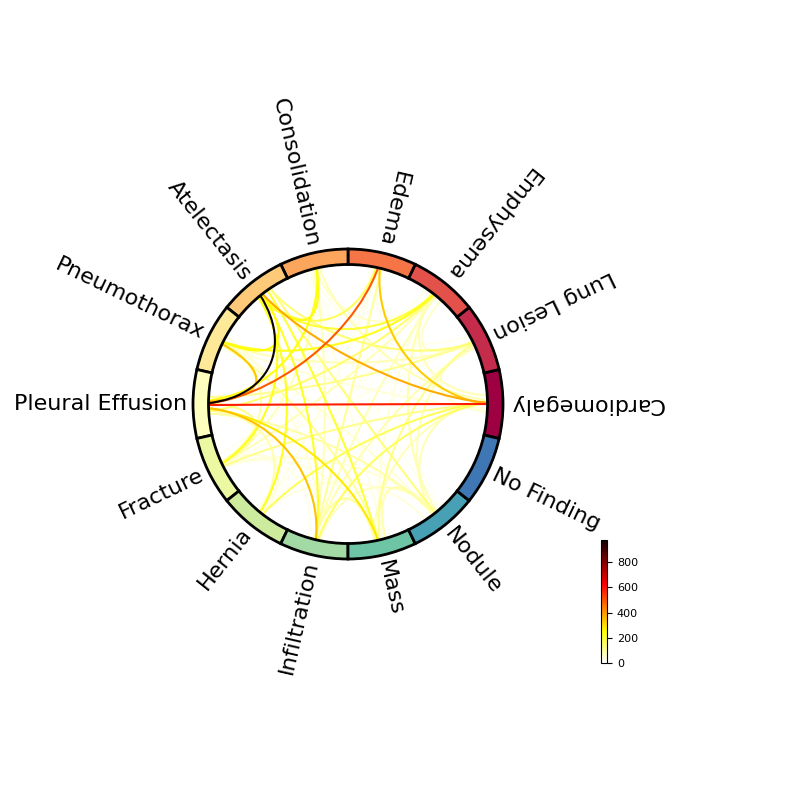 Consolidation
Edema
Emphysema
Atelectasis
Lung Lesion
Pneumothorax
Pleural Effusion
Cardiomegaly
Fracture
No Finding
Hernia
Nodule
Infiltration
Mass
800
600
400
200
0